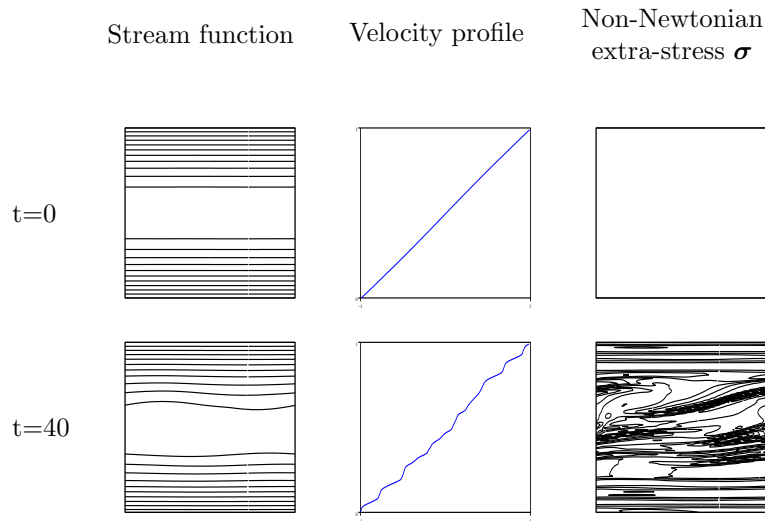 Stream function
Velocity profile
Non-Newtonian
extra-stress σ
t=0
t=40